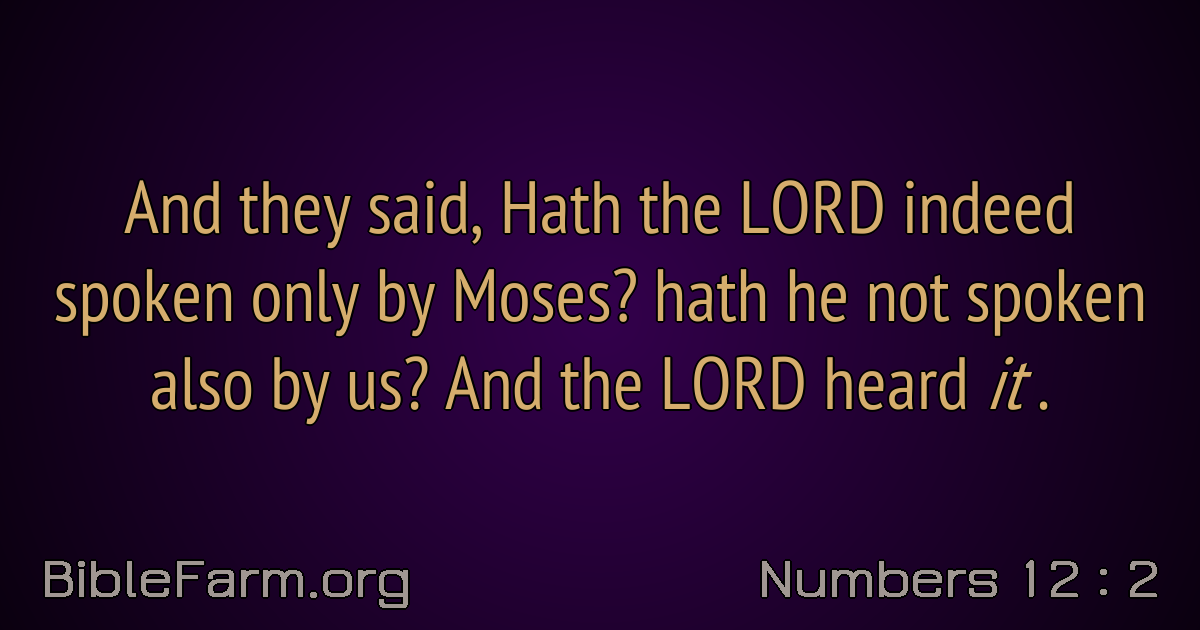 And they said, Hath the LORD indeed
spoken only by Moses? hath he not spoken
also by us? And the LORD heard it .
BibleFarm.org
Numbers 12 : 2